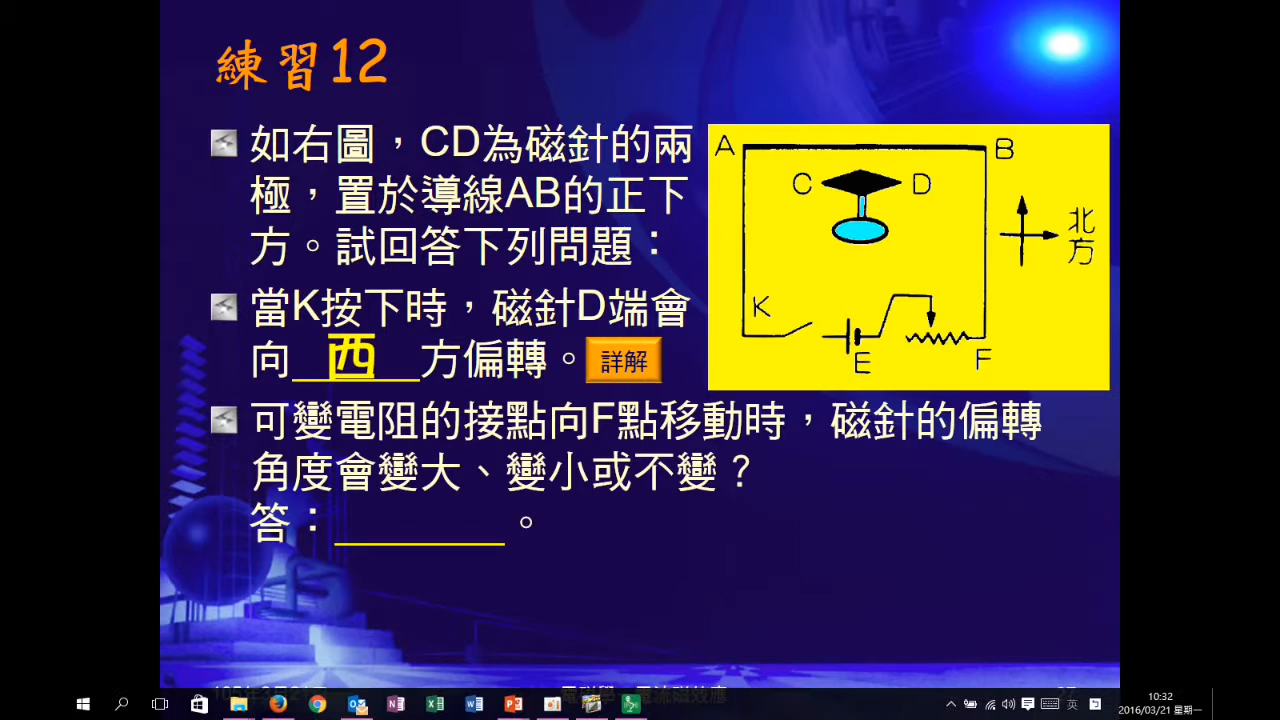 練習12
如右圖，CD為磁針的兩
極，置於導線AB的正下
方。試回答下列問題：
當K按下時，磁針D端會
向 西 方偏轉。 詳解
可變電阻的接點向F點移動時，磁針的偏轉
角度會變大、變小或不變？
答：________。
A
B
C
D
北
方
K
E
F
英
10:32
2016/03/21 星期一